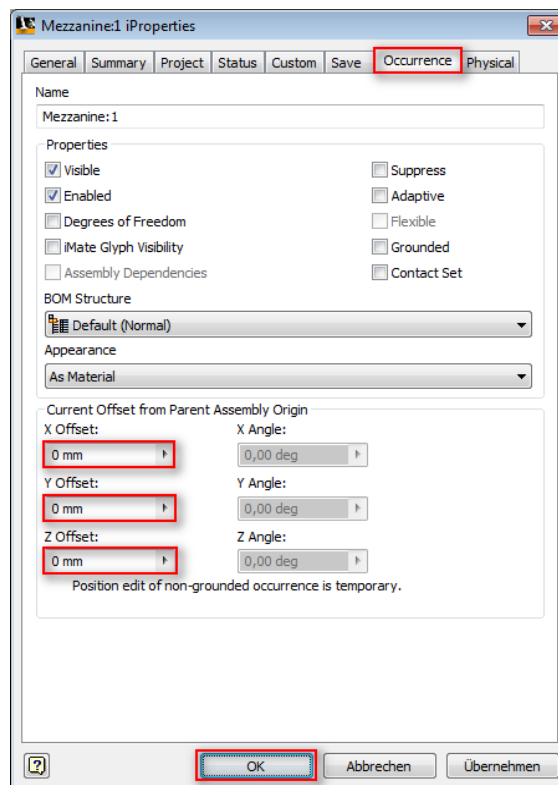 Mezzanine:1 iProperties
General Summary Project Status Custom Save Occurrence Physical
Name
Mezzanine:1
Properties
Visible Suppress
Enabled Adaptive
Degrees of Freedom Flexible
iMate Glyph Visibility Grounded
Assembly Dependencies Contact Set
BOM Structure
Default (Normal)
Appearance
As Material
Current Offset from Parent Assembly Origin
X Offset: X Angle:
0 mm 0,00 deg
Y Offset: Y Angle:
0 mm 0,00 deg
Z Offset: Z Angle:
0 mm 0,00 deg
Position edit of non-grounded occurrence is temporary.
? OK Abbrechen Übernehmen